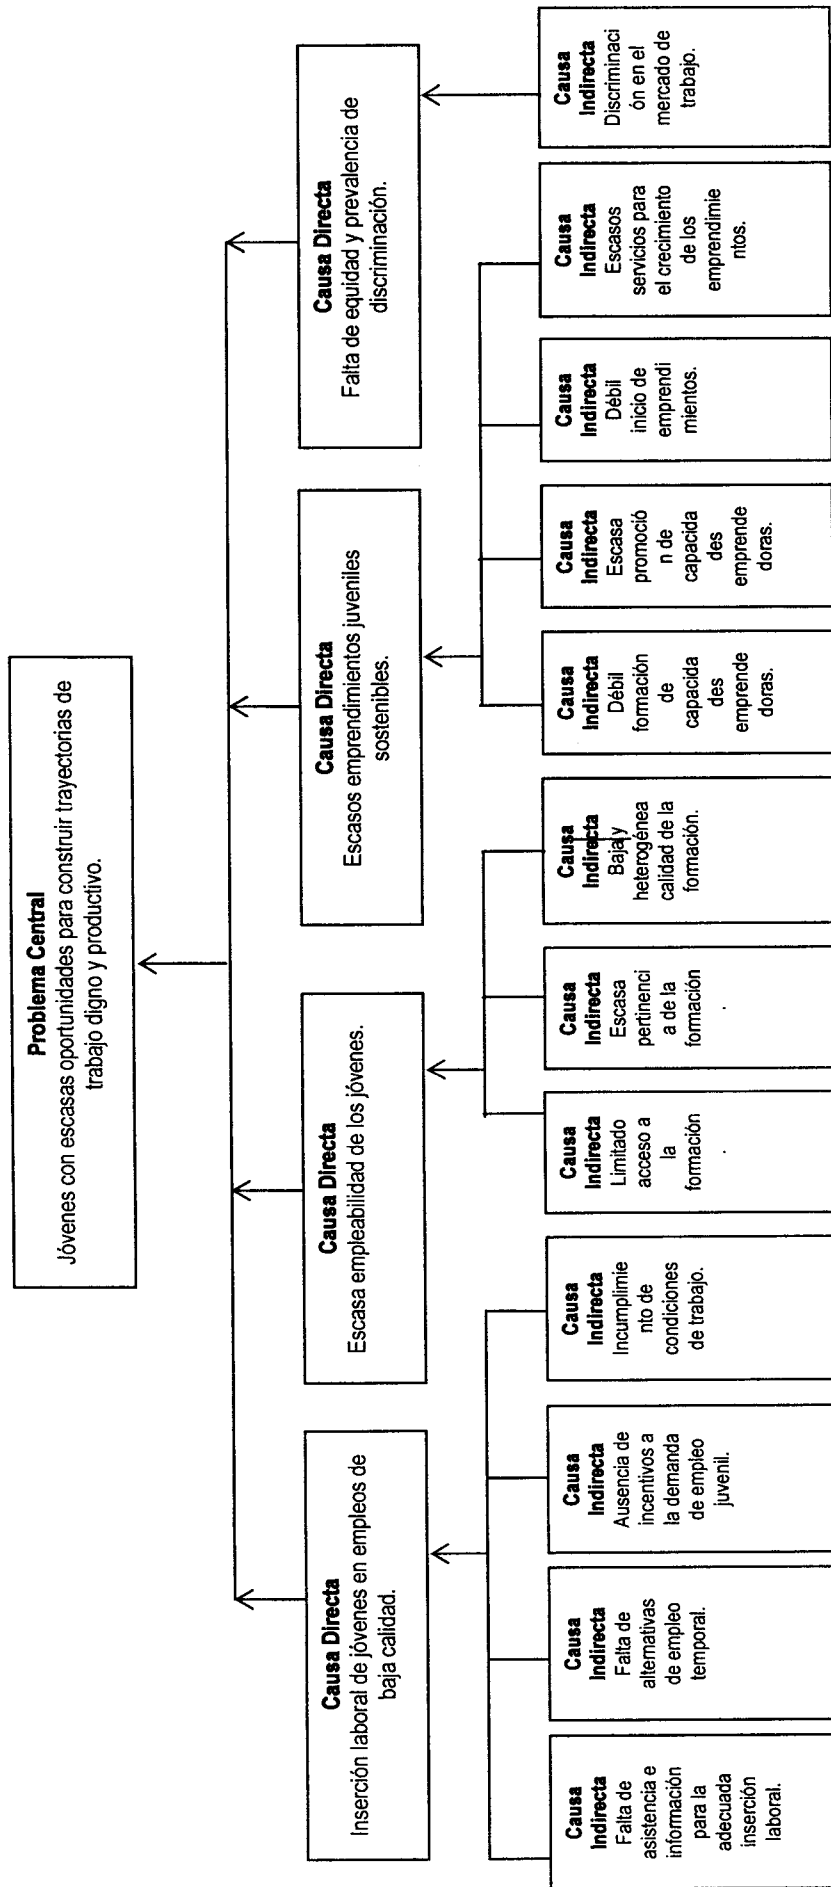 Problema Central
Jóvenes con escasas oportunidades para construir trayectorias de
trabajo digno y productivo.
Causa Directa
Inserción laboral de jóvenes en empleos de
baja calidad.
Causa Directa
Escasa empleabilidad de los jóvenes.
Causa Directa
Escasos emprendimientos juveniles
sostenibles.
Causa Directa
Falta de equidad y prevalencia de
discriminación.
Causa
Indirecta
Falta de
asistencia e
información
para la
adecuada
inserción
laboral.
Causa
Indirecta
Falta de
alternativas
de empleo
temporal.
Causa
Indirecta
Ausencia de
incentivos a
la demanda
de empleo
juvenil.
Causa
Indirecta
Incumplimie
nto de
condiciones
de trabajo.
Causa
Indirecta
Limitado
acceso a
la
formación
.
Causa
Indirecta
Escasa
pertinenci
a de la
formación
.
Causa
Indirecta
Baja y
heterogénea
calidad de la
formación.
Causa
Indirecta
Débil
formación
de
capacida
des
emprende
doras.
Causa
Indirecta
Escasa
promoció
n de
capacida
des
emprende
doras.
Causa
Indirecta
Débil
inicio de
emprendi
mientos.
Causa
Indirecta
Escasos
servicios para
el crecimiento
de los
emprendimie
ntos.
Causa
Indirecta
Discriminaci
ón en el
mercado de
trabajo.